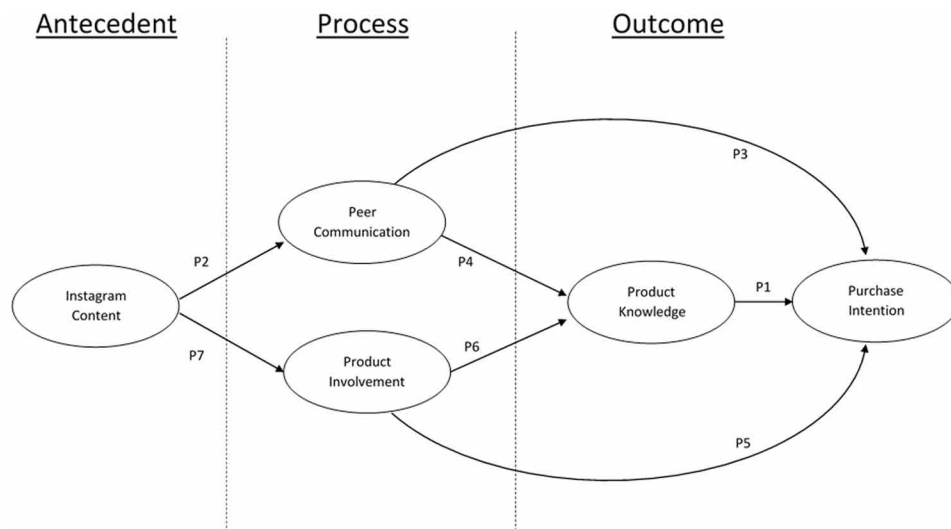 Antecedent
Process
Outcome
P3
Peer
Communication
P2
P4
Instagram
Content
Product
Knowledge
P1
Purchase
Intention
P7
P6
Product
Involvement
P5